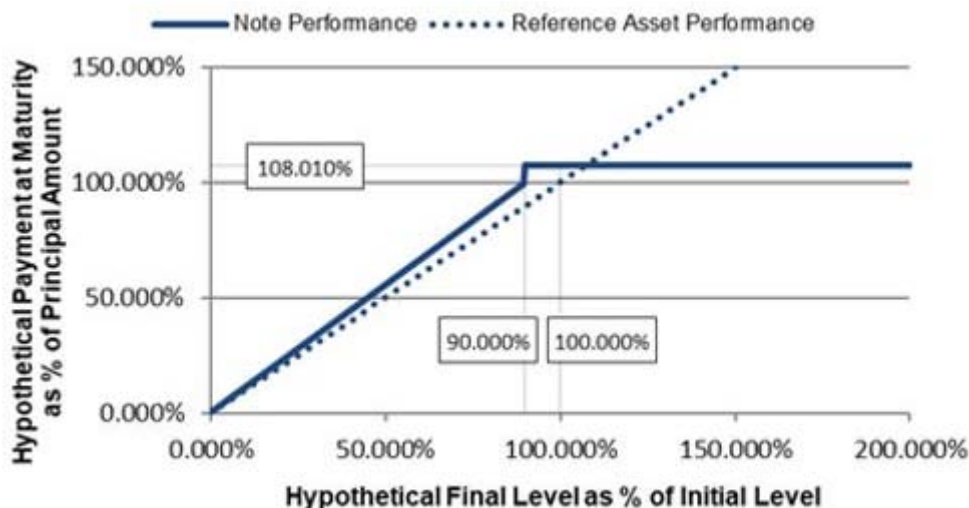 Note Performance Reference Asset Performance
Hypothetical Payment at Maturity
as % of Principal Amount
150.000%
108.010%
100.000%
50.000%
90.000% 100.000%
0.000%
0.000% 50.000% 100.000% 150.000% 200.000%
Hypothetical Final Level as % of Initial Level